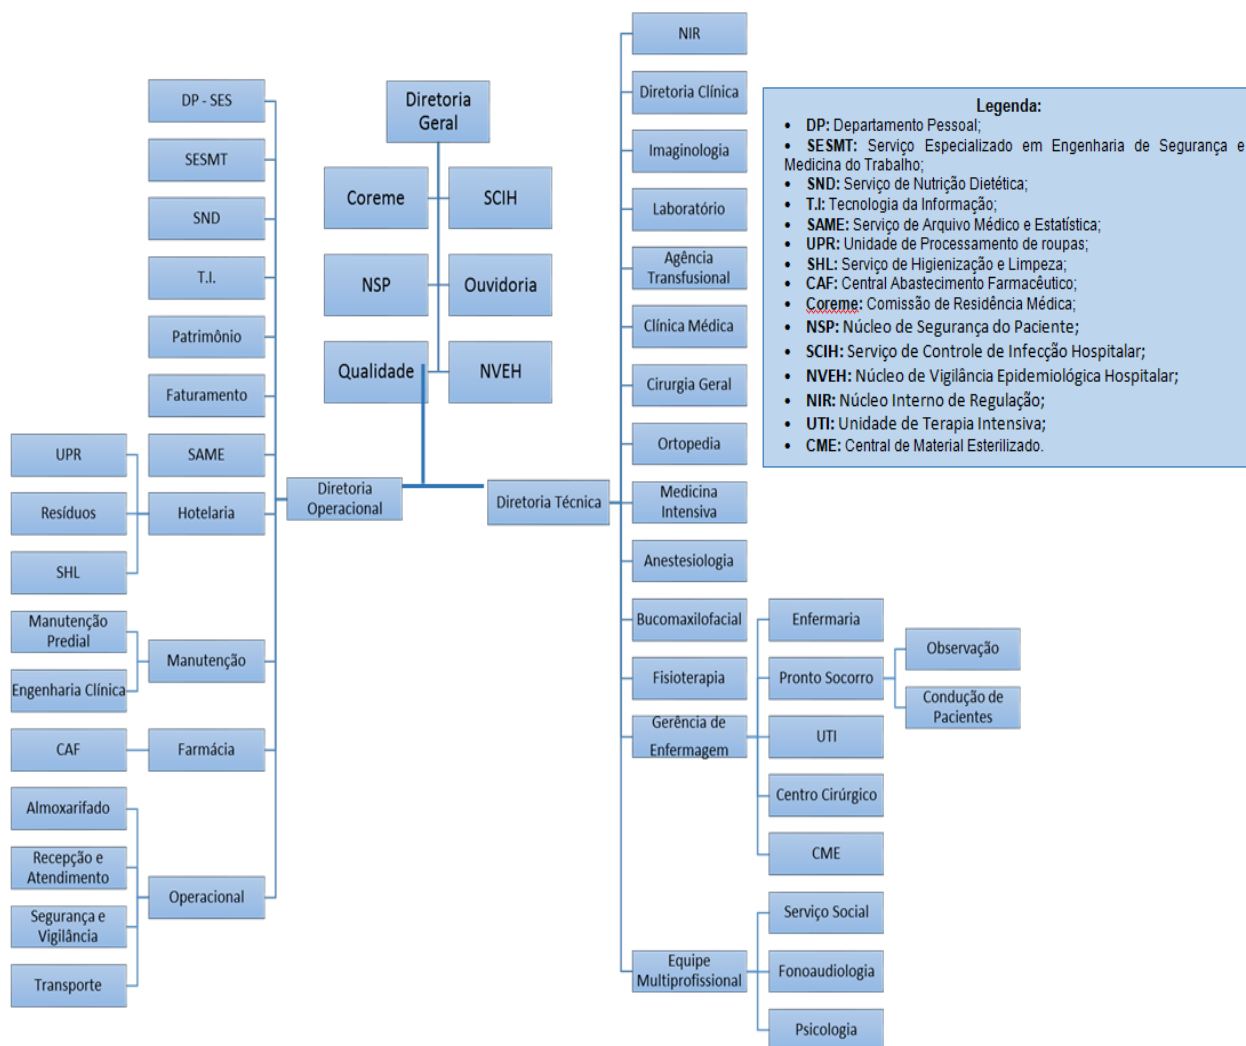 NIR
Diretoria Clínica
Imaginologia
Laboratório
Agência
Transfusional
Clínica Médica
Cirurgia Geral
Ortopedia
Medicina
Intensiva
Anestesiologia
Bucomaxilofacial
Fisioterapia
Gerência de
Enfermagem
Equipe
Multiprofissional
Diretoria
Geral
Coreme
SCIH
NSP
Ouvidoria
Qualidade
NVEH
Diretoria
Operacional
Diretoria Técnica
DP - SES
SESMT
SND
T.I.
Patrimônio
Faturamento
SAME
Hotelaria
Manutenção
Farmácia
Operacional
UPR
Resíduos
SHL
Manutenção
Predial
Engenharia Clínica
CAF
Almoxarifado
Recepção e
Atendimento
Segurança e
Vigilância
Transporte
Enfermaria
Pronto Socorro
UTI
Centro Cirúrgico
CME
Observação
Condução de
Pacientes
Serviço Social
Fonoaudiologia
Psicologia
Legenda:
• DP: Departamento Pessoal;
• SESMT: Serviço Especializado em Engenharia de Segurança e
Medicina do Trabalho;
• SND: Serviço de Nutrição Dietética;
• T.I: Tecnologia da Informação;
• SAME: Serviço de Arquivo Médico e Estatística;
• UPR: Unidade de Processamento de roupas;
• SHL: Serviço de Higienização e Limpeza;
• CAF: Central Abastecimento Farmacêutico;
• Coreme: Comissão de Residência Médica;
• NSP: Núcleo de Segurança do Paciente;
• SCIH: Serviço de Controle de Infecção Hospitalar;
• NVEH: Núcleo de Vigilância Epidemiológica Hospitalar;
• NIR: Núcleo Interno de Regulação;
• UTI: Unidade de Terapia Intensiva;
• CME: Central de Material Esterilizado.